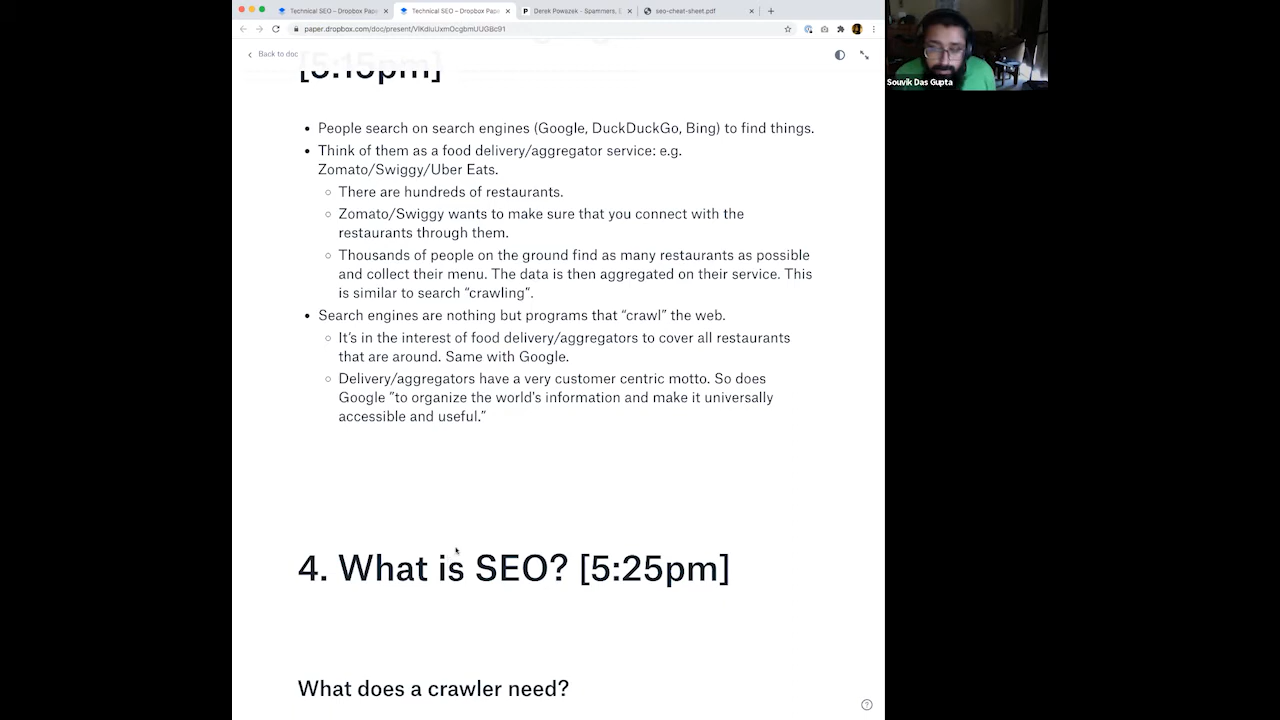 Technical SEO – Dropbox Pape
Technical SEO – Dropbox Pape
Derek Powazek - Spammers, E
seo-cheat-sheet.pdf
Back to doc
[5:15pm]
• People search on search engines (Google, DuckDuckGo, Bing) to find things.
• Think of them as a food delivery/aggregator service: e.g.
Zomato/Swiggy/Uber Eats.
○ There are hundreds of restaurants.
○ Zomato/Swiggy wants to make sure that you connect with the
restaurants through them.
○ Thousands of people on the ground find as many restaurants as possible
and collect their menu. The data is then aggregated on their service. This
is similar to search “crawling“.
• Search engines are nothing but programs that “crawl” the web.
○ It’s in the interest of food delivery/aggregators to cover all restaurants
that are around. Same with Google.
○ Delivery/aggregators have a very customer centric motto. So does
Google ”to organize the world's information and make it universally
accessible and useful.”
4. What is SEO? [5:25pm]
What does a crawler need?
?
Souvik Das Gupta